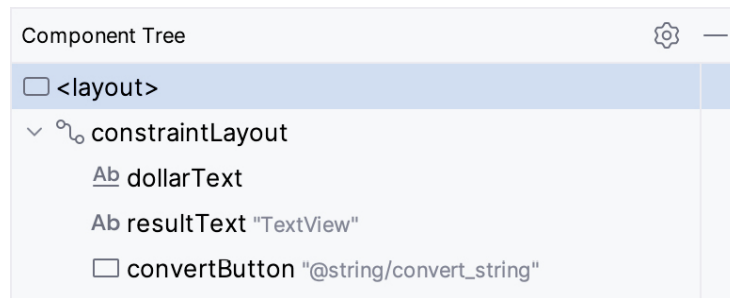 Component Tree
<layout>
constraintLayout
Ab dollarText
Ab resultText "TextView"
convertButton "@string/convert_string"